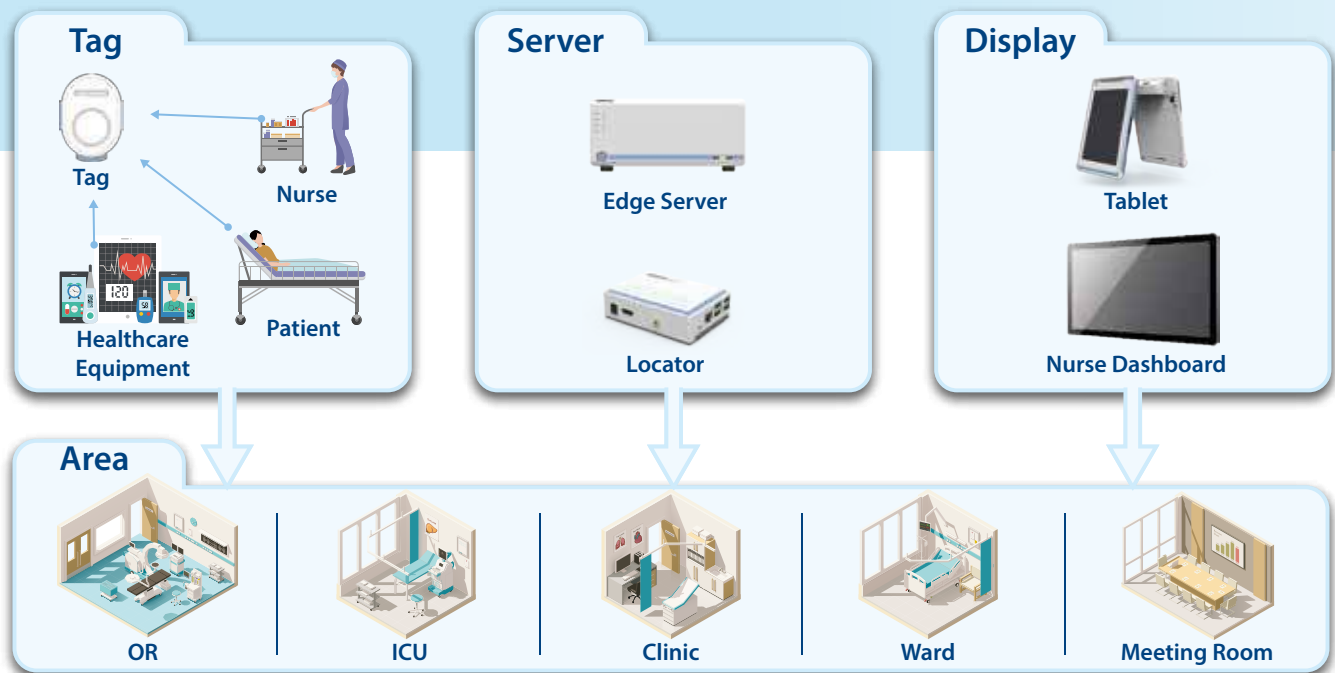 Tag
Tag
Nurse
Healthcare
Equipment
Patient
120
Server
Edge Server
Locator
Display
Tablet
Nurse Dashboard
Area
OR
ICU
Clinic
Ward
Meeting Room